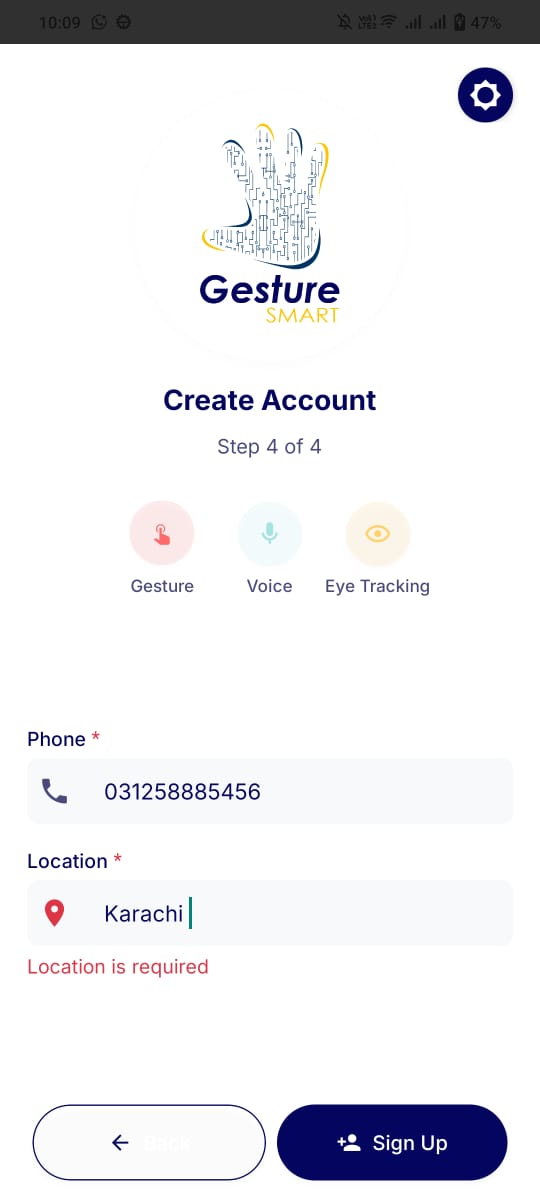 10:09 47%
Gesture
SMART
Create Account
Step 4 of 4
Gesture Voice Eye Tracking
Phone *
031258885456
Location *
Karachi
Location is required
Back Sign Up